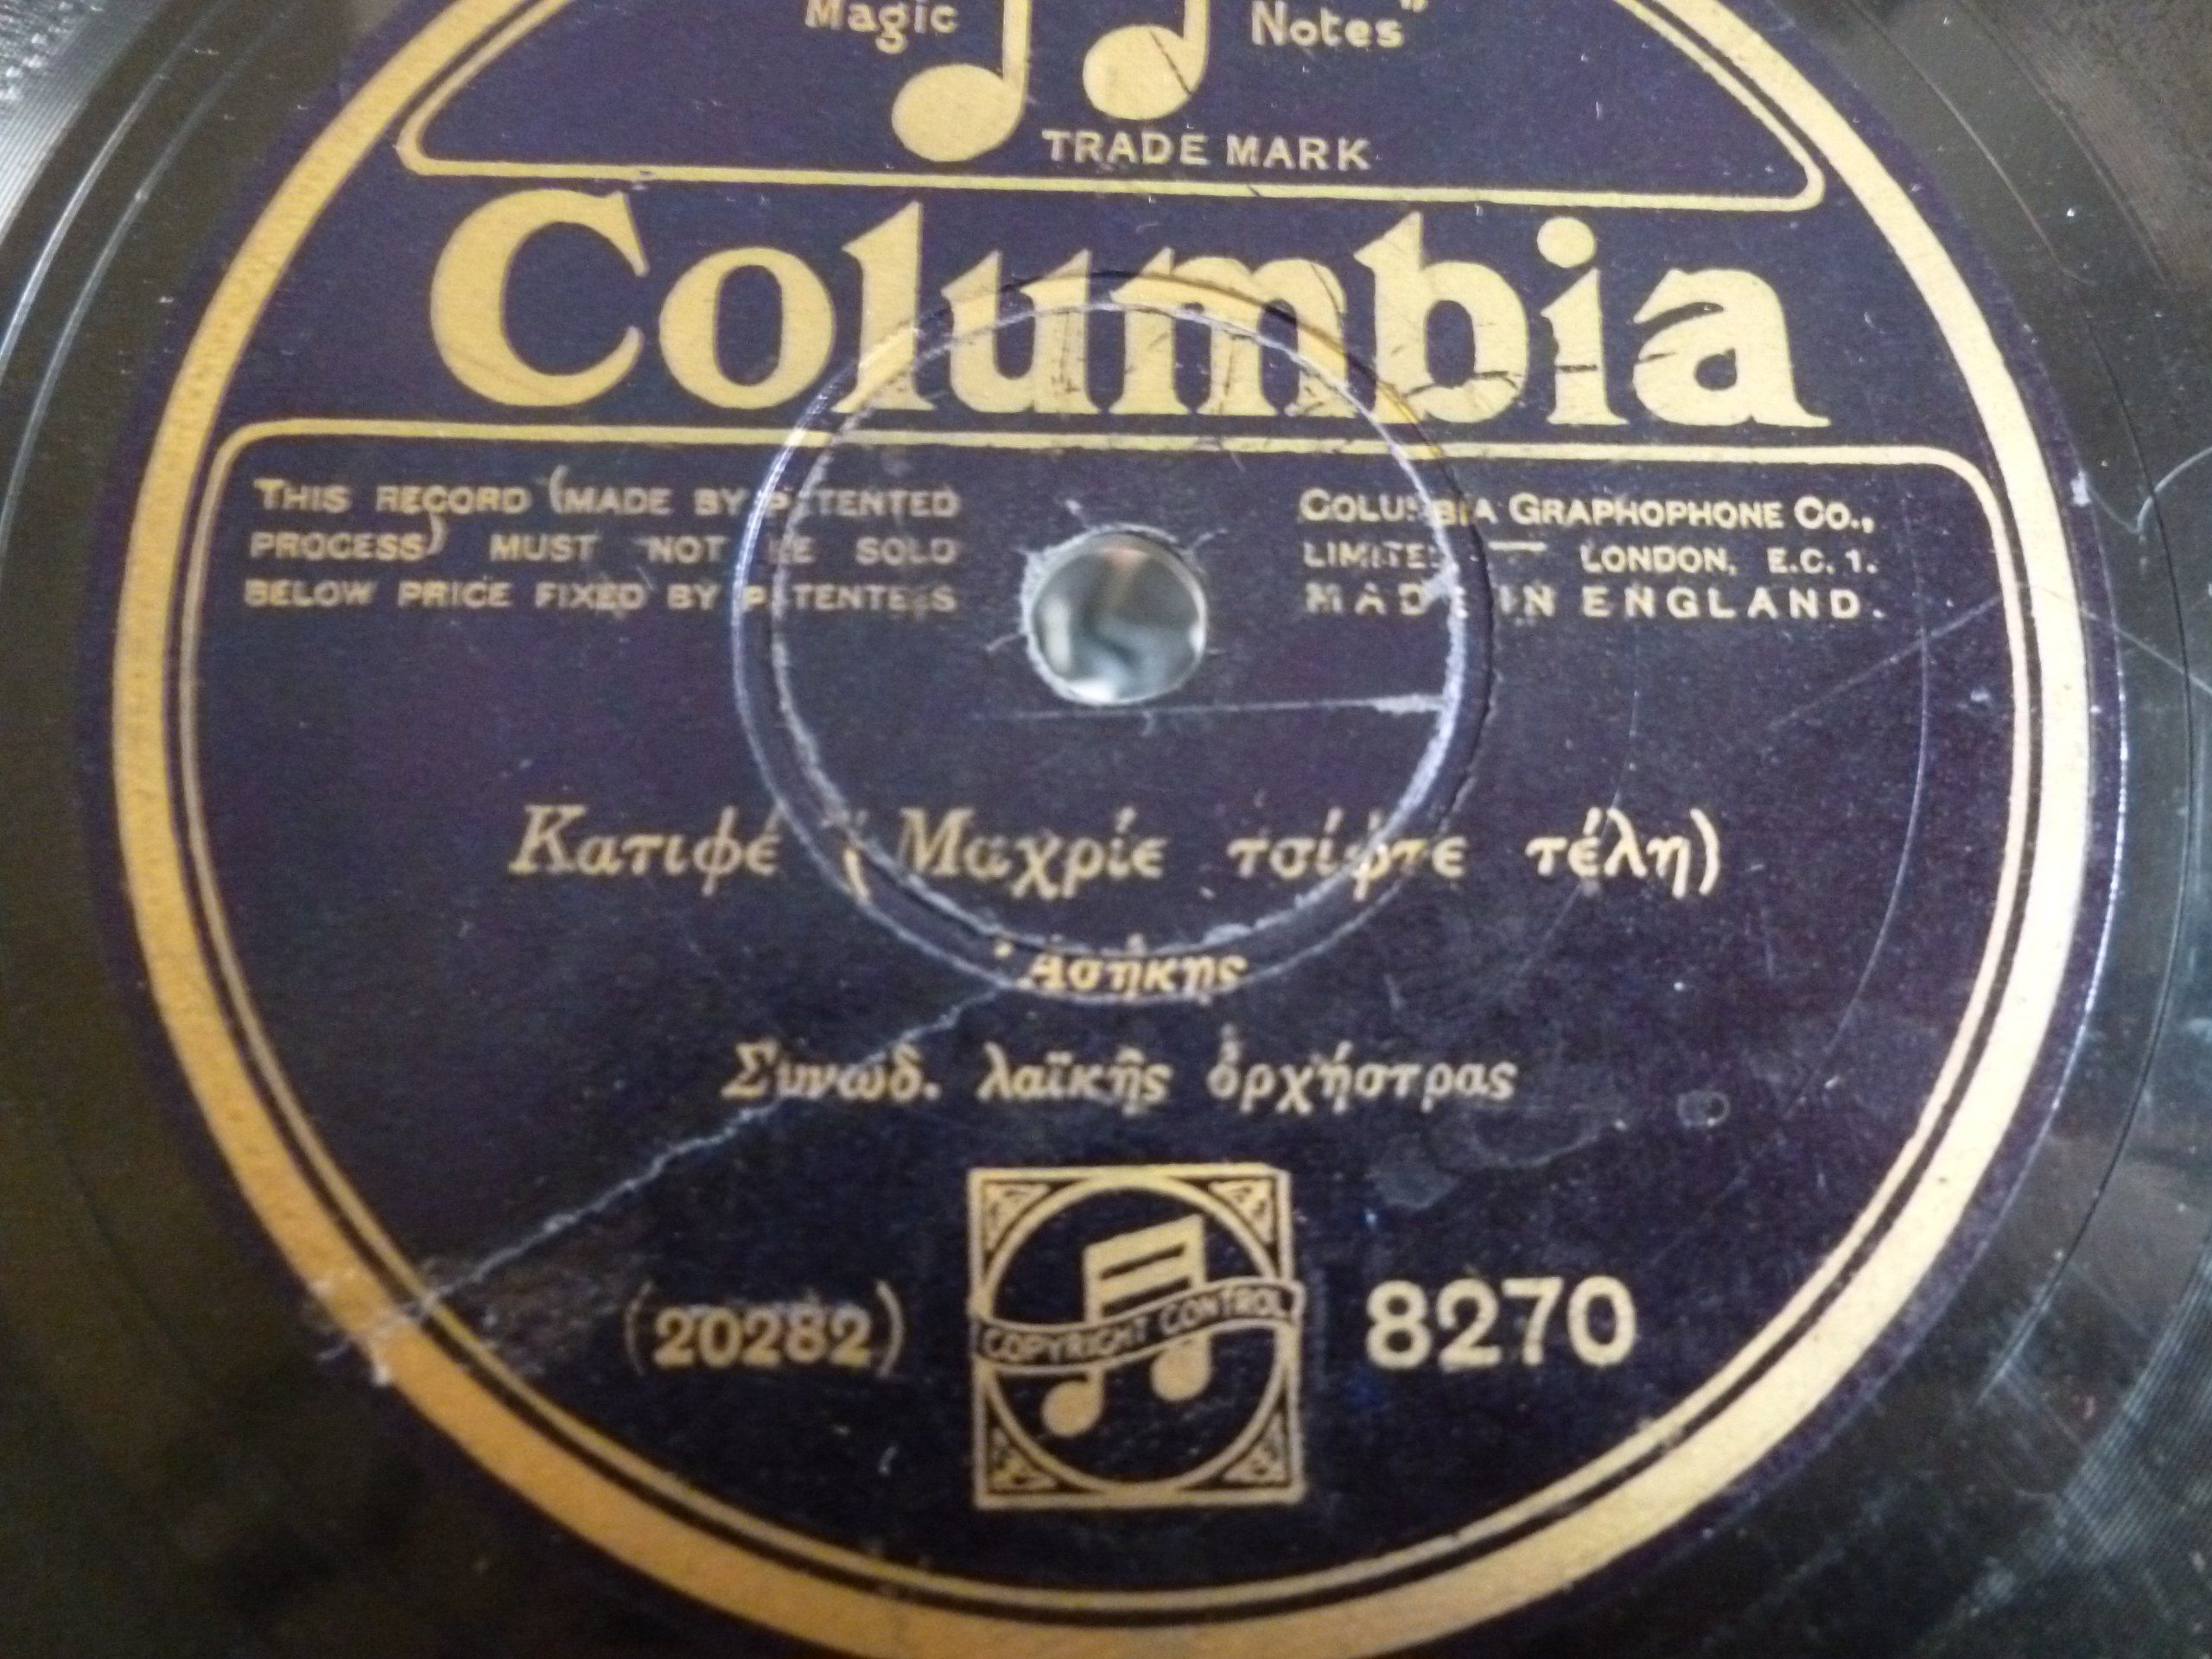 Magic Notes"
TRADE MARK
Columbia
THIS RECORD (MADE BY PATENTED
PROCESS) MUST NOT BE SOLD
BELOW PRICE FIXED BY PATENTEES
COLUMBIA GRAPHOPHONE CO.,
LIMITED — LONDON, E.C.1.
MADE IN ENGLAND.
Κατιφέ (Μαχρίε τσίφτε τέλη)
Ἀσήκης
Συνωδ. λαϊκῆς ὀρχήστρας
(20282)
COPYRIGHT CONTROL
8270